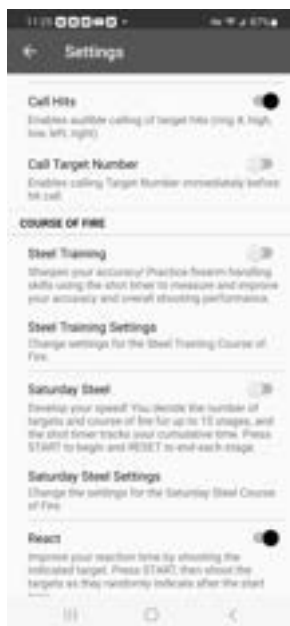 Settings
Call Hits
Enables audible calling of target hits (ring #, high,
low, left, right)
Call Target Number
Enables calling Target Number immediately before
hit call
COURSE OF FIRE
Steel Training
Sharpen your accuracy! Practice firearm handling
skills using the shot timer to measure and improve
your accuracy and overall shooting performance.
Steel Training Settings
Change settings for the Steel Training Course of
Fire
Saturday Steel
Develop your speed! You decide the number of
targets and course of fire for up to 15 stages, and
the shot timer tracks your cumulative time. Press
START to begin and RESET to end each stage.
Saturday Steel Settings
Change the settings for the Saturday Steel Course
of Fire
React
Improve your reaction time by shooting the
indicated target. Press START, then shoot the
targets as they randomly indicate after the start